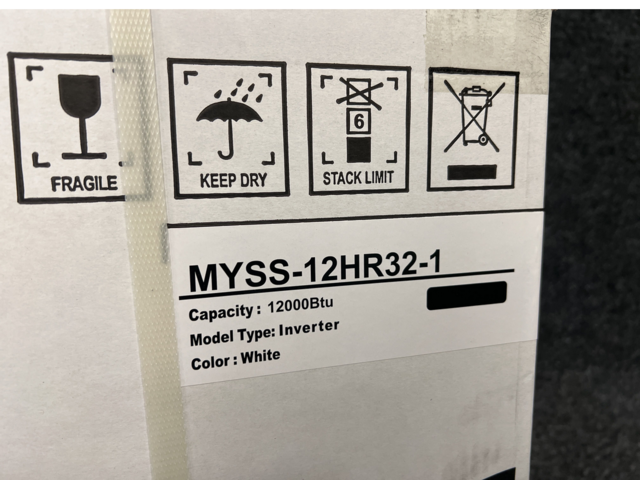 FRAGILE
KEEP DRY
6
STACK LIMIT
MYSS-12HR32-1
Capacity : 12000Btu
Model Type: Inverter
Color : White